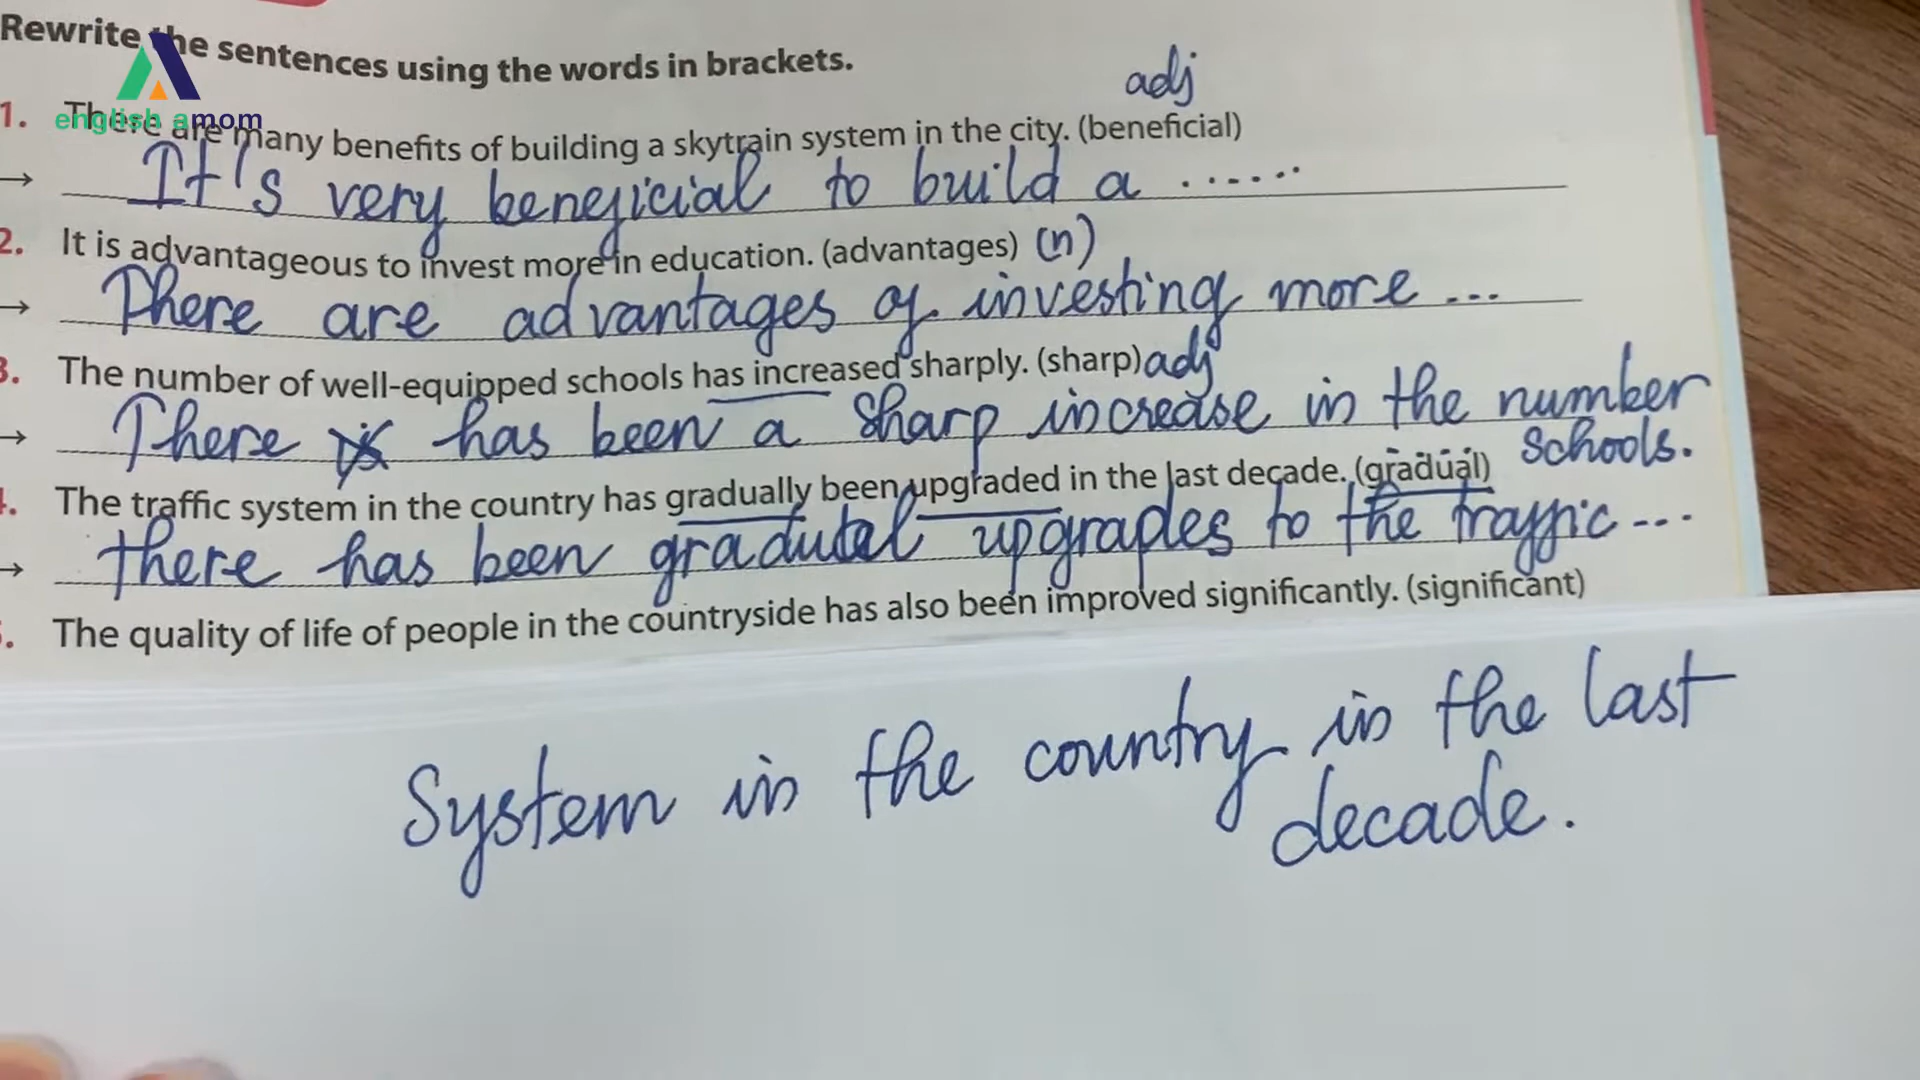 Rewrite the sentences using the words in brackets.
adj
english amom
1. There are many benefits of building a skytrain system in the city. (beneficial)
→ It's very beneficial to build a ......
2. It is advantageous to invest more in education. (advantages) (n)
→ There are advantages of investing more ...
3. The number of well-equipped schools has increased sharply. (sharp) adj
→ There is has been a sharp increase in the number
schools.
4. The traffic system in the country has gradually been upgraded in the last decade. (gradual)
→ there has been gradual upgrades to the traffic ...
5. The quality of life of people in the countryside has also been improved significantly. (significant)
System in the country in the last
decade.